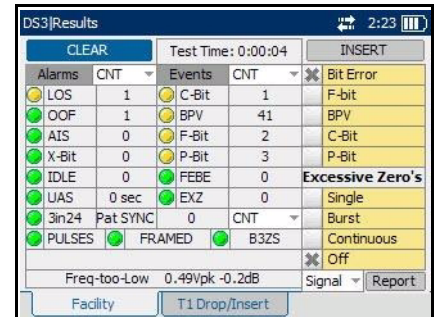 DS3|Results 2:23
CLEAR Test Time: 0:00:04 INSERT
Alarms CNT Events CNT Bit Error
LOS 1 C-Bit 1 F-bit
OOF 1 BPV 41 BPV
AIS 0 F-Bit 2 C-Bit
X-Bit 0 P-Bit 3 P-Bit
IDLE 0 FEBE 0 Excessive Zero's
UAS 0 sec EXZ 0 Single
3in24 Pat SYNC 0 CNT Burst
PULSES FRAMED B3ZS Continuous
Off
Freq-too-Low 0.49Vpk -0.2dB Signal Report
Facility T1 Drop/Insert